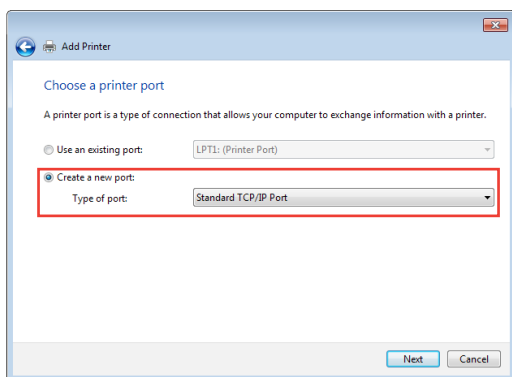 Add Printer
Choose a printer port
A printer port is a type of connection that allows your computer to exchange information with a printer.
Use an existing port: LPT1: (Printer Port)
Create a new port:
Type of port: Standard TCP/IP Port
Next Cancel